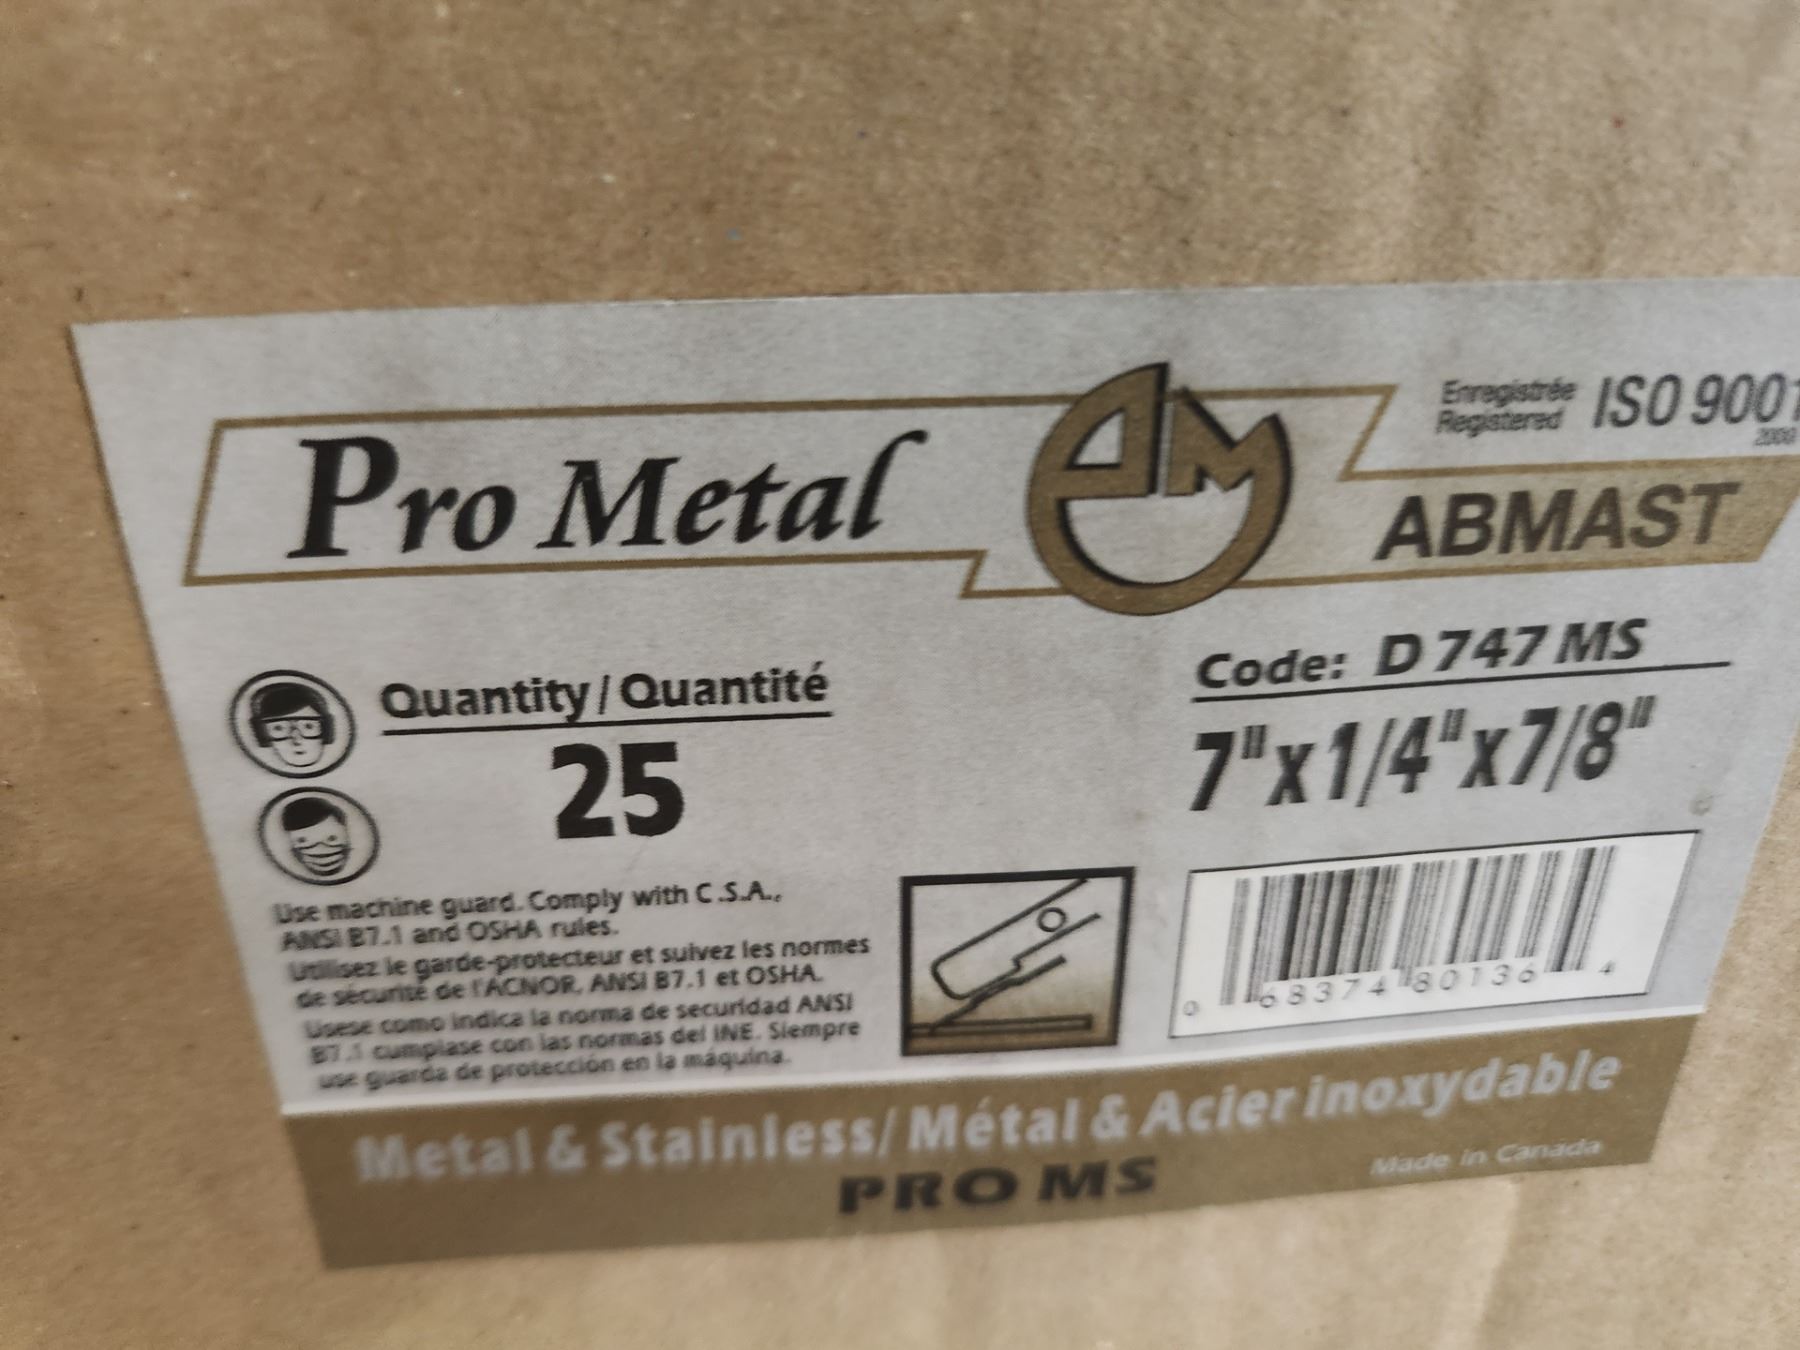 Pro Metal
Enregistrée
Registered
ISO 9001
2000
ABMAST
Quantity / Quantité
25
Code: D 747 MS
7"x1/4"x7/8"
Use machine guard. Comply with C.S.A.,
ANSI B7.1 and OSHA rules.
Utilisez le garde-protecteur et suivez les normes
de sécurité de l'ACNOR, ANSI B7.1 et OSHA.
Usese como indica la norma de securidad ANSI
B7.1 cumplase con las normas del INE. Siempre
use guarda de protección en la máquina.
0 68374 80136 4
Metal & Stainless/ Métal & Acier inoxydable
PRO MS
Made in Canada